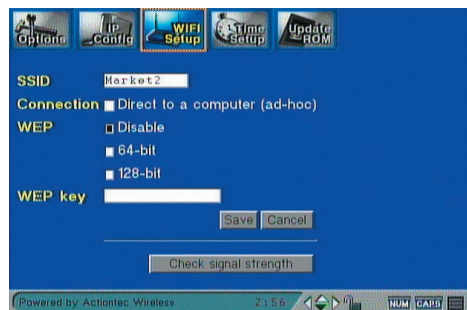 Options IP Config WIFI Setup Time Setup Update ROM
SSID Market2
Connection Direct to a computer (ad-hoc)
WEP Disable
64-bit
128-bit
WEP key
Save Cancel
Check signal strength
Powered by Actiontec Wireless 2:56 NUM CAPS